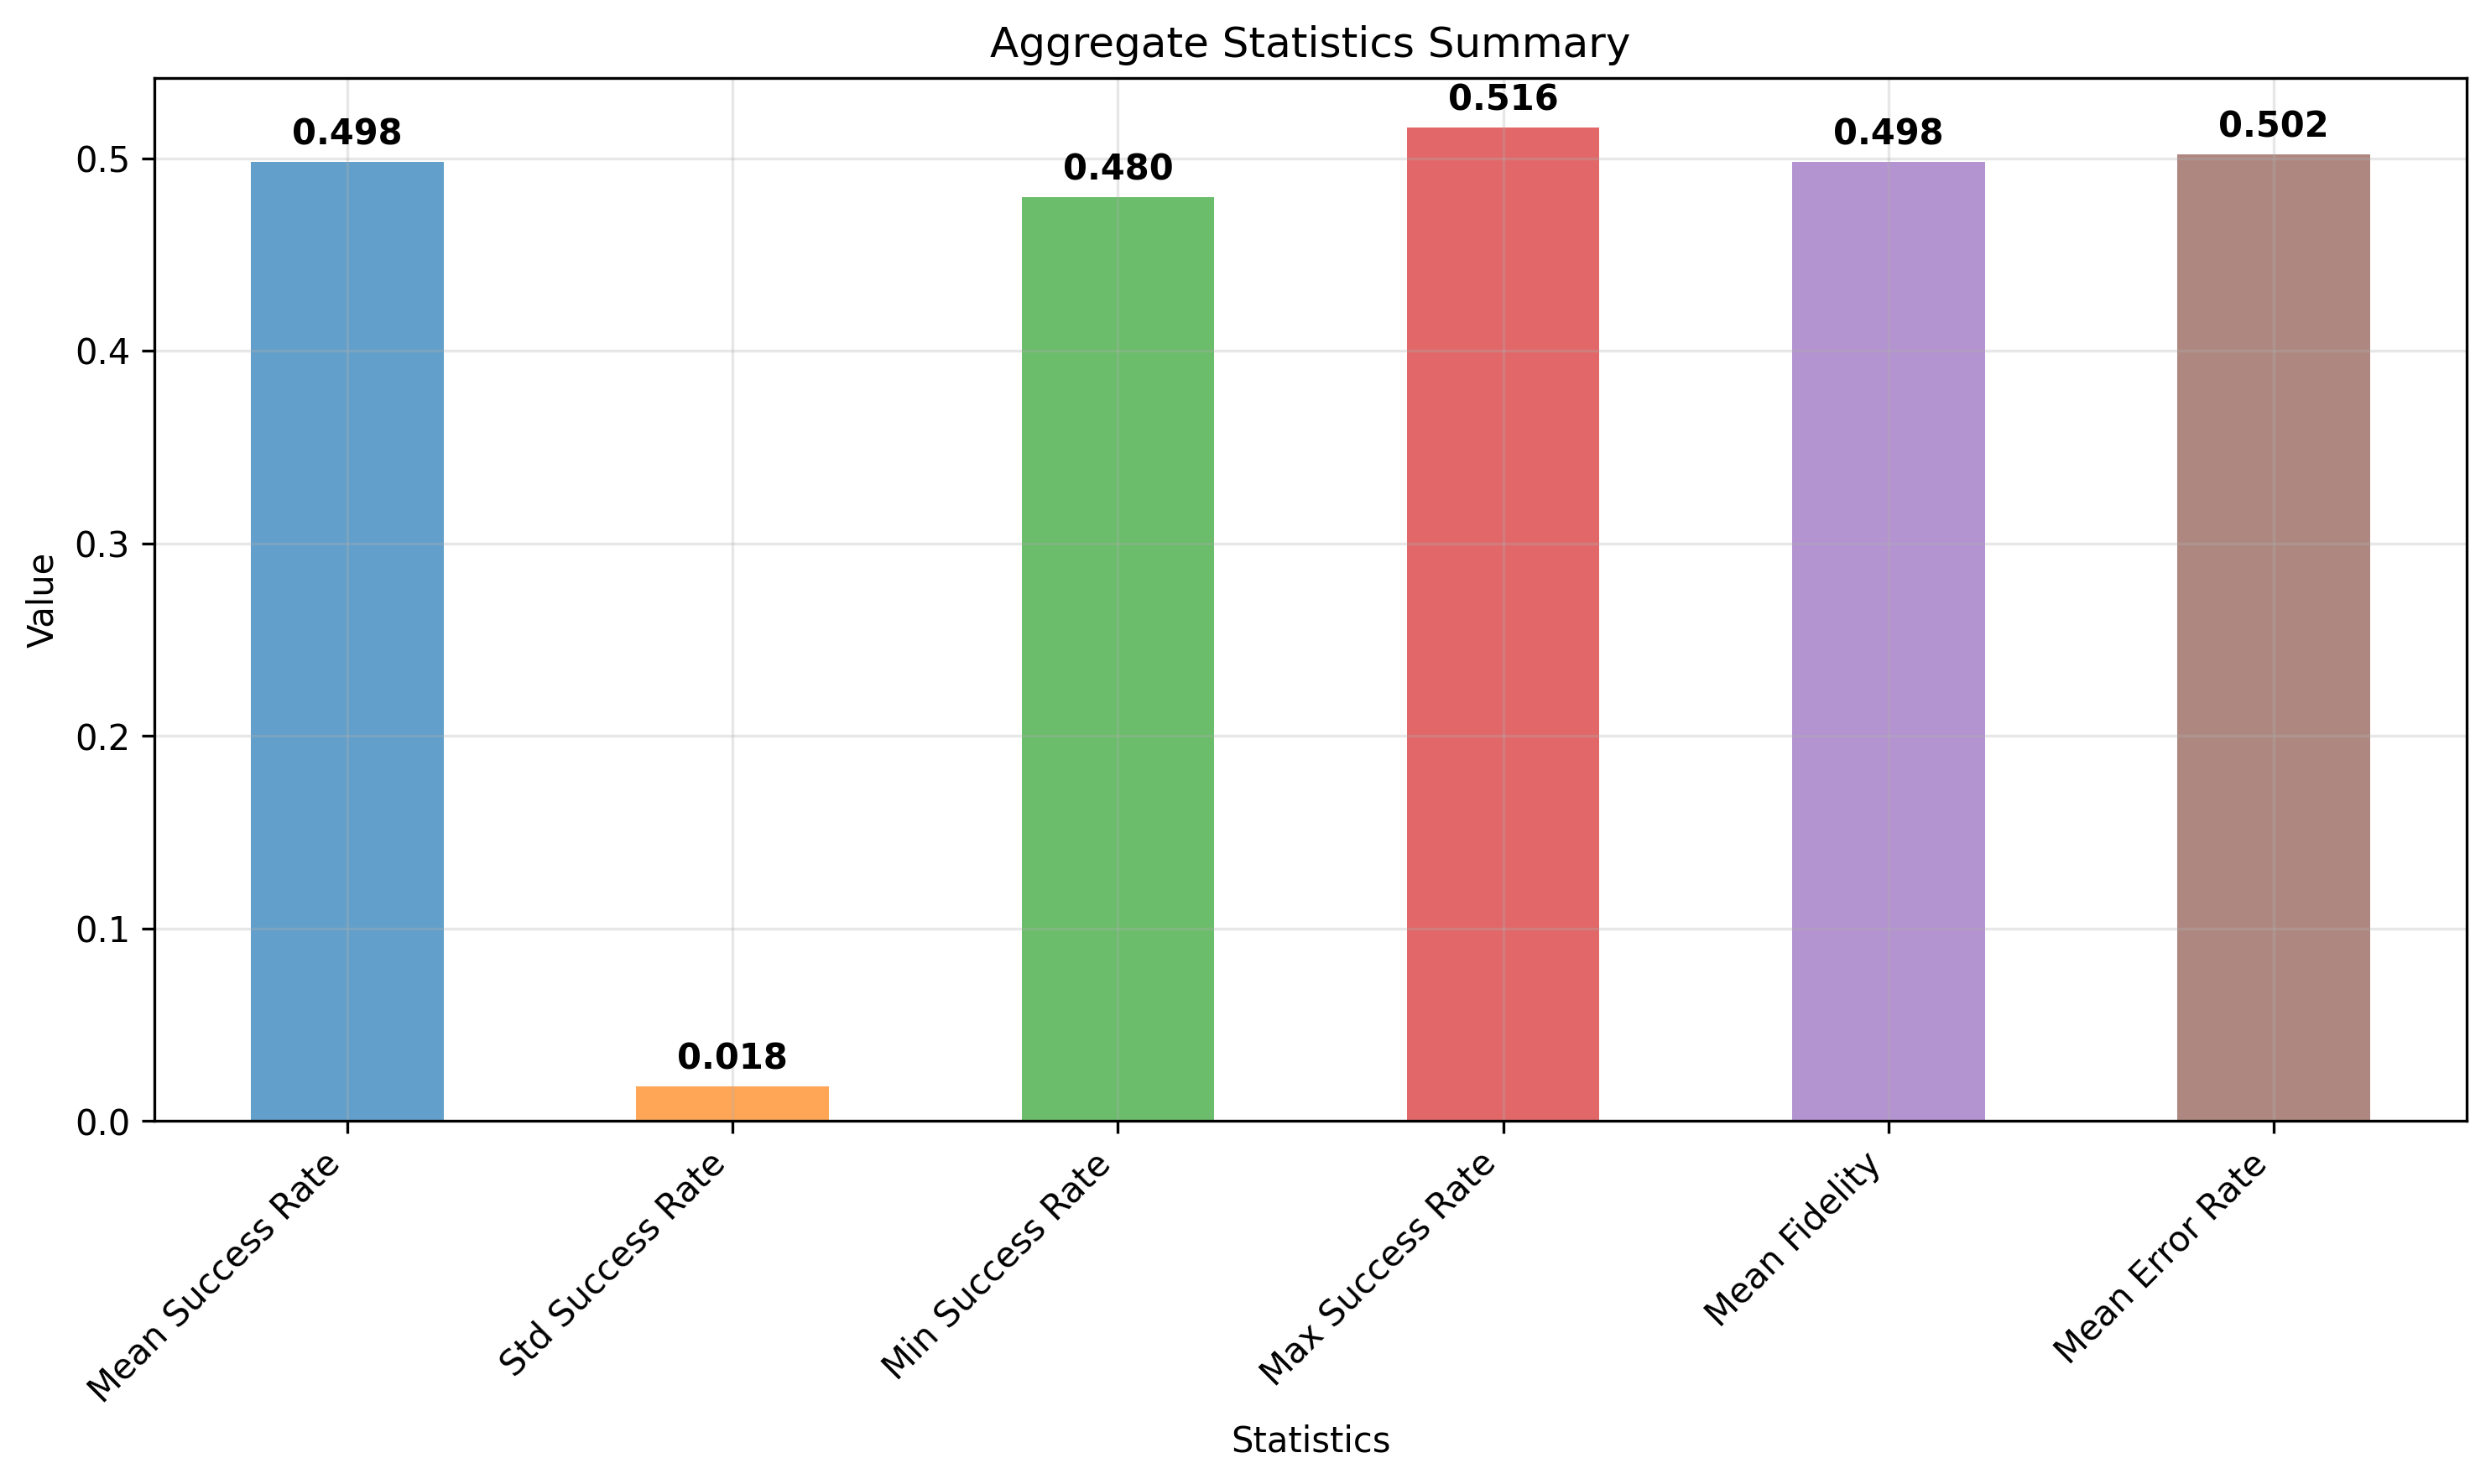 Aggregate Statistics Summary
0.516
0.498
0.498
0.502
0.480
0.018
0.5
0.4
0.3
0.2
0.1
0.0
Value
Mean Success Rate
Std Success Rate
Min Success Rate
Max Success Rate
Mean Fidelity
Mean Error Rate
Statistics